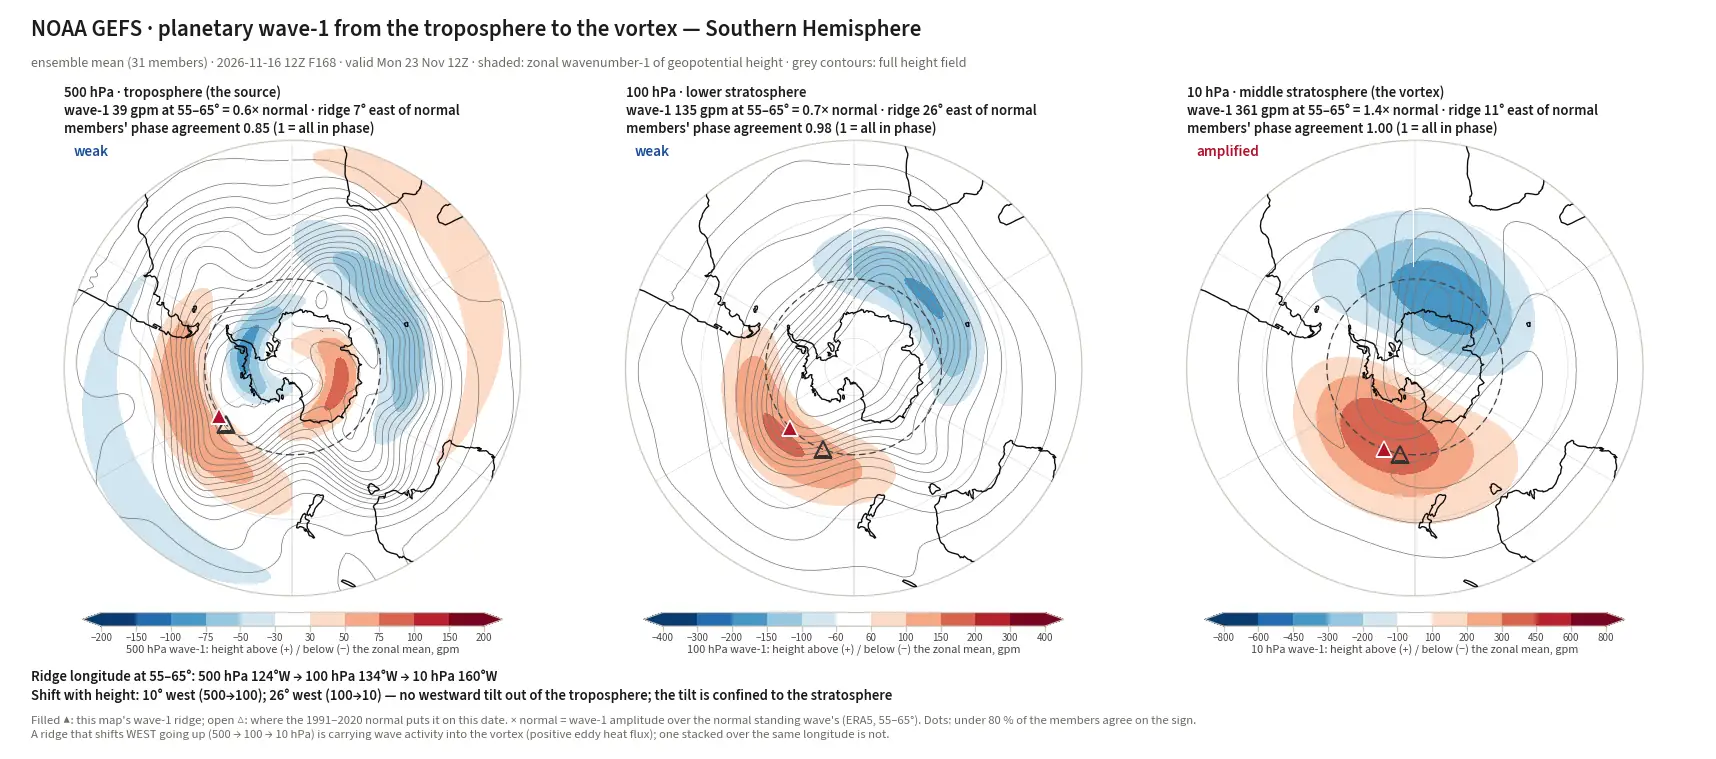 NOAA GEFS · planetary wave-1 from the troposphere to the vortex — Southern Hemisphere
ensemble mean (31 members) · 2026-11-16 12Z F168 · valid Mon 23 Nov 12Z · shaded: zonal wavenumber-1 of geopotential height · grey contours: full height field
500 hPa · troposphere (the source)
wave-1 39 gpm at 55–65° = 0.6× normal · ridge 7° east of normal
members' phase agreement 0.85 (1 = all in phase)
weak
100 hPa · lower stratosphere
wave-1 135 gpm at 55–65° = 0.7× normal · ridge 26° east of normal
members' phase agreement 0.98 (1 = all in phase)
weak
10 hPa · middle stratosphere (the vortex)
wave-1 361 gpm at 55–65° = 1.4× normal · ridge 11° east of normal
members' phase agreement 1.00 (1 = all in phase)
amplified
−200 −150 −100 −75 −50 −30 30 50 75 100 150 200
500 hPa wave-1: height above (+) / below (−) the zonal mean, gpm
−400 −300 −200 −150 −100 −60 60 100 150 200 300 400
100 hPa wave-1: height above (+) / below (−) the zonal mean, gpm
−800 −600 −450 −300 −200 −100 100 200 300 450 600 800
10 hPa wave-1: height above (+) / below (−) the zonal mean, gpm
Ridge longitude at 55–65°: 500 hPa 124°W → 100 hPa 134°W → 10 hPa 160°W
Shift with height: 10° west (500→100); 26° west (100→10) — no westward tilt out of the troposphere; the tilt is confined to the stratosphere
Filled ▲: this map's wave-1 ridge; open △: where the 1991–2020 normal puts it on this date. × normal = wave-1 amplitude over the normal standing wave's (ERA5, 55–65°). Dots: under 80 % of the members agree on the sign.
A ridge that shifts WEST going up (500 → 100 → 10 hPa) is carrying wave activity into the vortex (positive eddy heat flux); one stacked over the same longitude is not.